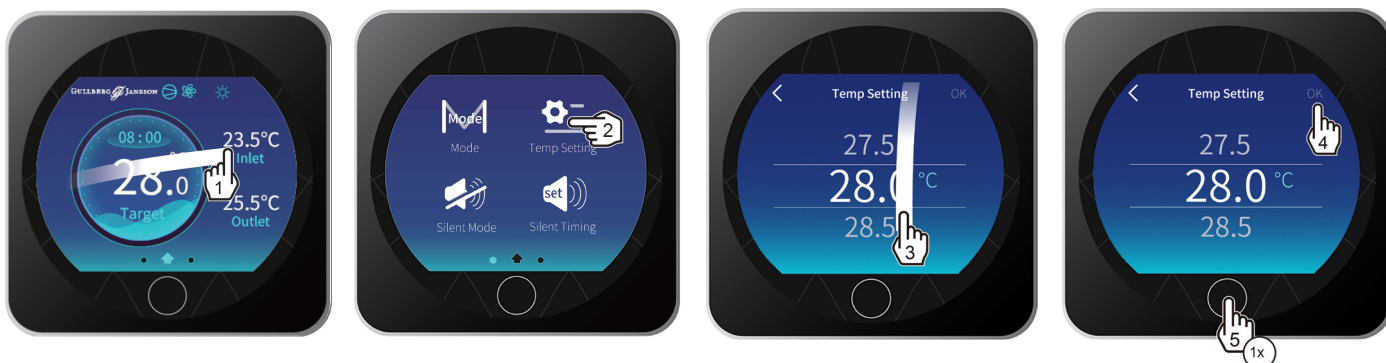 GULLBERG JANSSON
08:00
28.0
Target
23.5°C
Inlet
25.5°C
Outlet
1
Mode
Mode
Temp Setting
2
set
Silent Mode
Silent Timing
Temp Setting
OK
27.5
28.0 °C
28.5
3
Temp Setting
OK
4
27.5
28.0 °C
28.5
5
1x